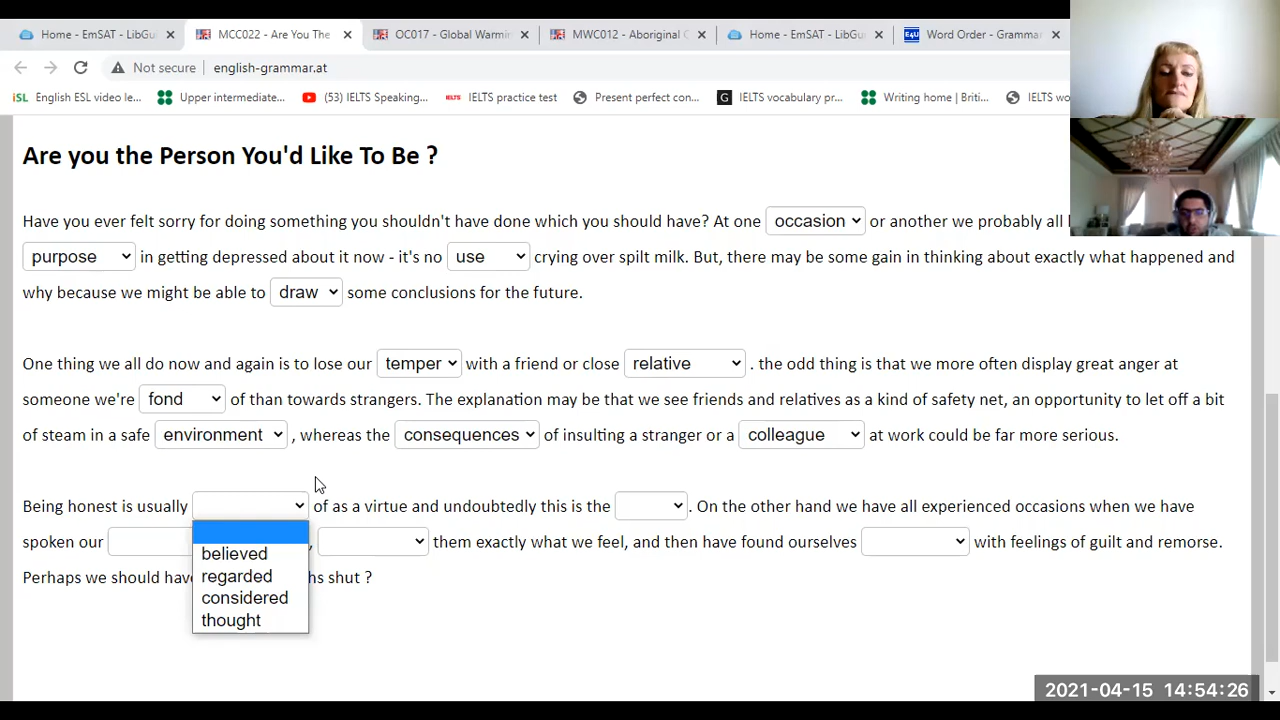 Home - EmSAT - LibGu
MCC022 - Are You The
OC017 - Global Warmin
MWC012 - Aboriginal
Home - EmSAT - LibGu
E4U Word Order - Gramma
Not secure english-grammar.at
iSL English ESL video le...
Upper intermediate...
(53) IELTS Speaking...
IELTS IELTS practice test
Present perfect con...
G IELTS vocabulary pr...
Writing home | Briti...
IELTS wo
Are you the Person You'd Like To Be ?
Have you ever felt sorry for doing something you shouldn't have done which you should have? At one occasion or another we probably all
purpose in getting depressed about it now - it's no use crying over spilt milk. But, there may be some gain in thinking about exactly what happened and
why because we might be able to draw some conclusions for the future.
One thing we all do now and again is to lose our temper with a friend or close relative . the odd thing is that we more often display great anger at
someone we're fond of than towards strangers. The explanation may be that we see friends and relatives as a kind of safety net, an opportunity to let off a bit
of steam in a safe environment , whereas the consequences of insulting a stranger or a colleague at work could be far more serious.
Being honest is usually of as a virtue and undoubtedly this is the . On the other hand we have all experienced occasions when we have
spoken our , them exactly what we feel, and then have found ourselves with feelings of guilt and remorse.
Perhaps we should hav hs shut ?
believed
regarded
considered
thought
2021-04-15 14:54:26